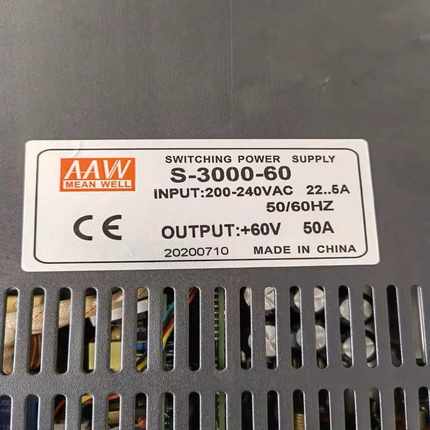 AAW
MEAN WELL
SWITCHING POWER SUPPLY
S-3000-60
INPUT:200-240VAC 22..5A
50/60HZ
CE
OUTPUT:+60V 50A
20200710 MADE IN CHINA